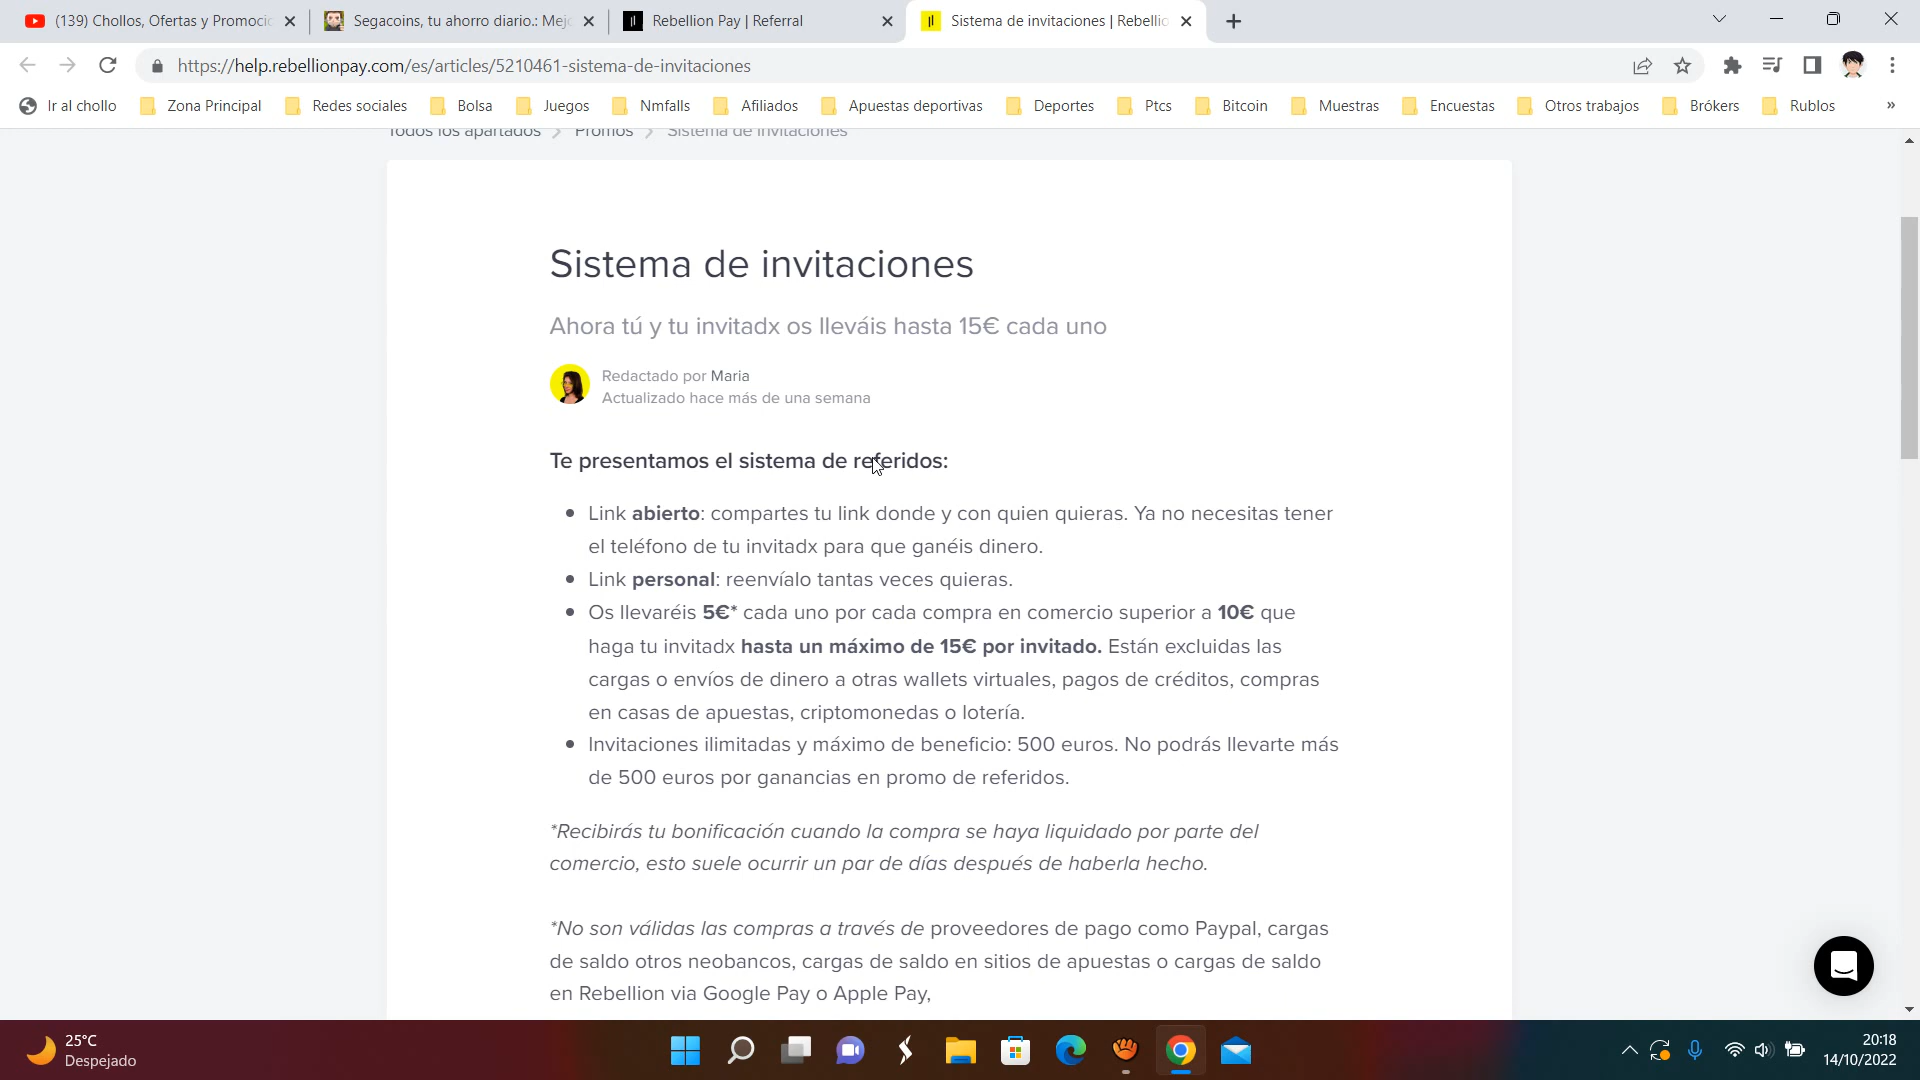 (139) Chollos, Ofertas y Promocio
Segacoins, tu ahorro diario.: Mej
Rebellion Pay | Referral
Sistema de invitaciones | Rebellio
https://help.rebellionpay.com/es/articles/5210461-sistema-de-invitaciones
Ir al chollo
Zona Principal
Redes sociales
Bolsa
Juegos
Nmfalls
Afiliados
Apuestas deportivas
Deportes
Ptcs
Bitcoin
Muestras
Encuestas
Otros trabajos
Brókers
Rublos
»
Todos los apartados > Promos > Sistema de invitaciones
Sistema de invitaciones
Ahora tú y tu invitadx os lleváis hasta 15€ cada uno
Redactado por Maria
Actualizado hace más de una semana
Te presentamos el sistema de referidos:
Link abierto: compartes tu link donde y con quien quieras. Ya no necesitas tener
el teléfono de tu invitadx para que ganéis dinero.
Link personal: reenvíalo tantas veces quieras.
Os llevaréis 5€* cada uno por cada compra en comercio superior a 10€ que
haga tu invitadx hasta un máximo de 15€ por invitado. Están excluidas las
cargas o envíos de dinero a otras wallets virtuales, pagos de créditos, compras
en casas de apuestas, criptomonedas o lotería.
Invitaciones ilimitadas y máximo de beneficio: 500 euros. No podrás llevarte más
de 500 euros por ganancias en promo de referidos.
*Recibirás tu bonificación cuando la compra se haya liquidado por parte del
comercio, esto suele ocurrir un par de días después de haberla hecho.
*No son válidas las compras a través de proveedores de pago como Paypal, cargas
de saldo otros neobancos, cargas de saldo en sitios de apuestas o cargas de saldo
en Rebellion via Google Pay o Apple Pay,
25°C
Despejado
20:18
14/10/2022